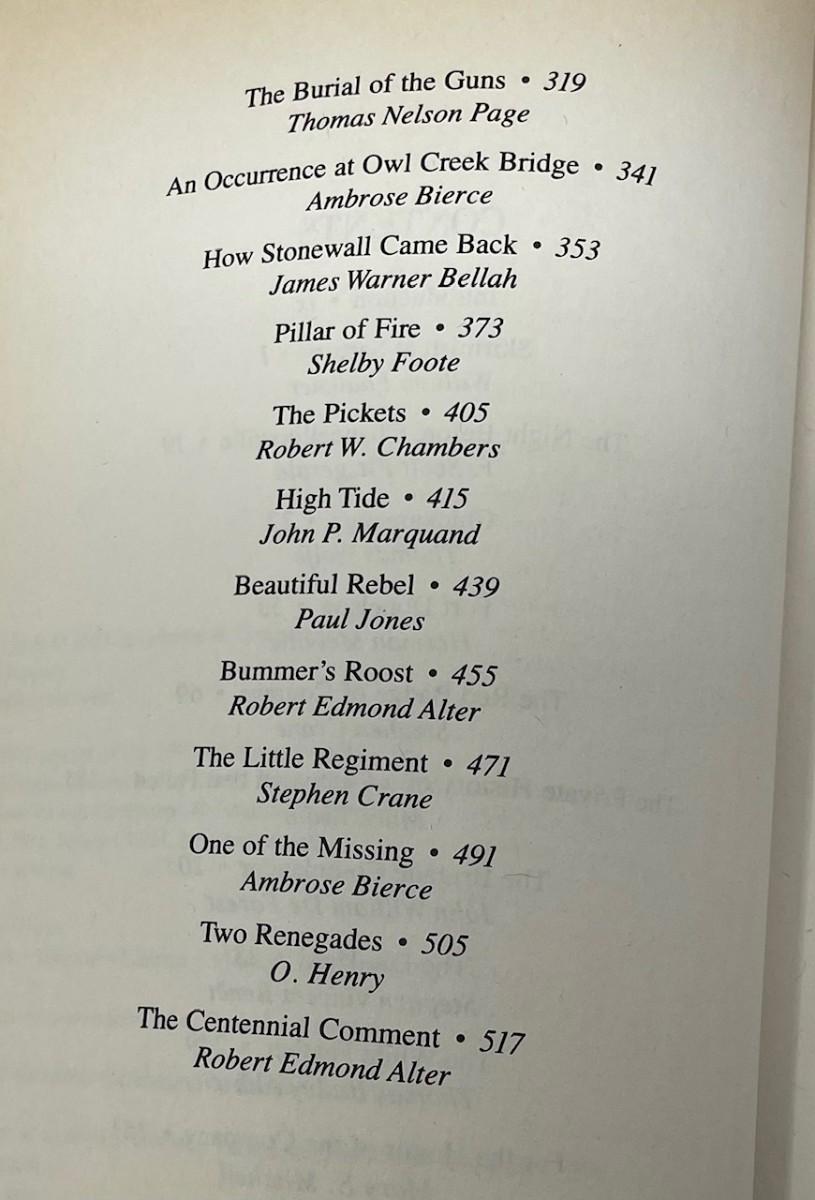 The Burial of the Guns • 319
Thomas Nelson Page
An Occurrence at Owl Creek Bridge • 341
Ambrose Bierce
How Stonewall Came Back • 353
James Warner Bellah
Pillar of Fire • 373
Shelby Foote
The Pickets • 405
Robert W. Chambers
High Tide • 415
John P. Marquand
Beautiful Rebel • 439
Paul Jones
Bummer's Roost • 455
Robert Edmond Alter
The Little Regiment • 471
Stephen Crane
One of the Missing • 491
Ambrose Bierce
Two Renegades • 505
O. Henry
The Centennial Comment • 517
Robert Edmond Alter